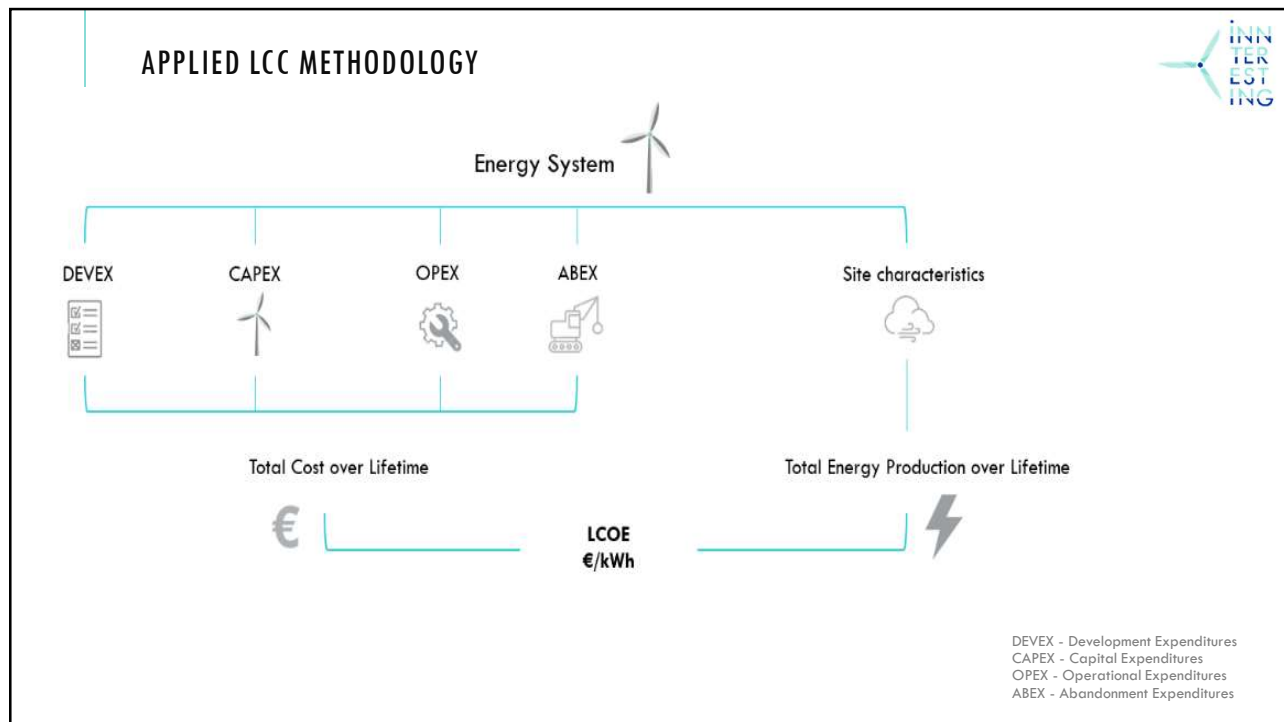 APPLIED LCC METHODOLOGY
iNN
TER
EST
ING
Energy System
DEVEX
CAPEX
OPEX
ABEX
Site characteristics
Total Cost over Lifetime
Total Energy Production over Lifetime
€
LCOE
€/kWh
DEVEX - Development Expenditures
CAPEX - Capital Expenditures
OPEX - Operational Expenditures
ABEX - Abandonment Expenditures